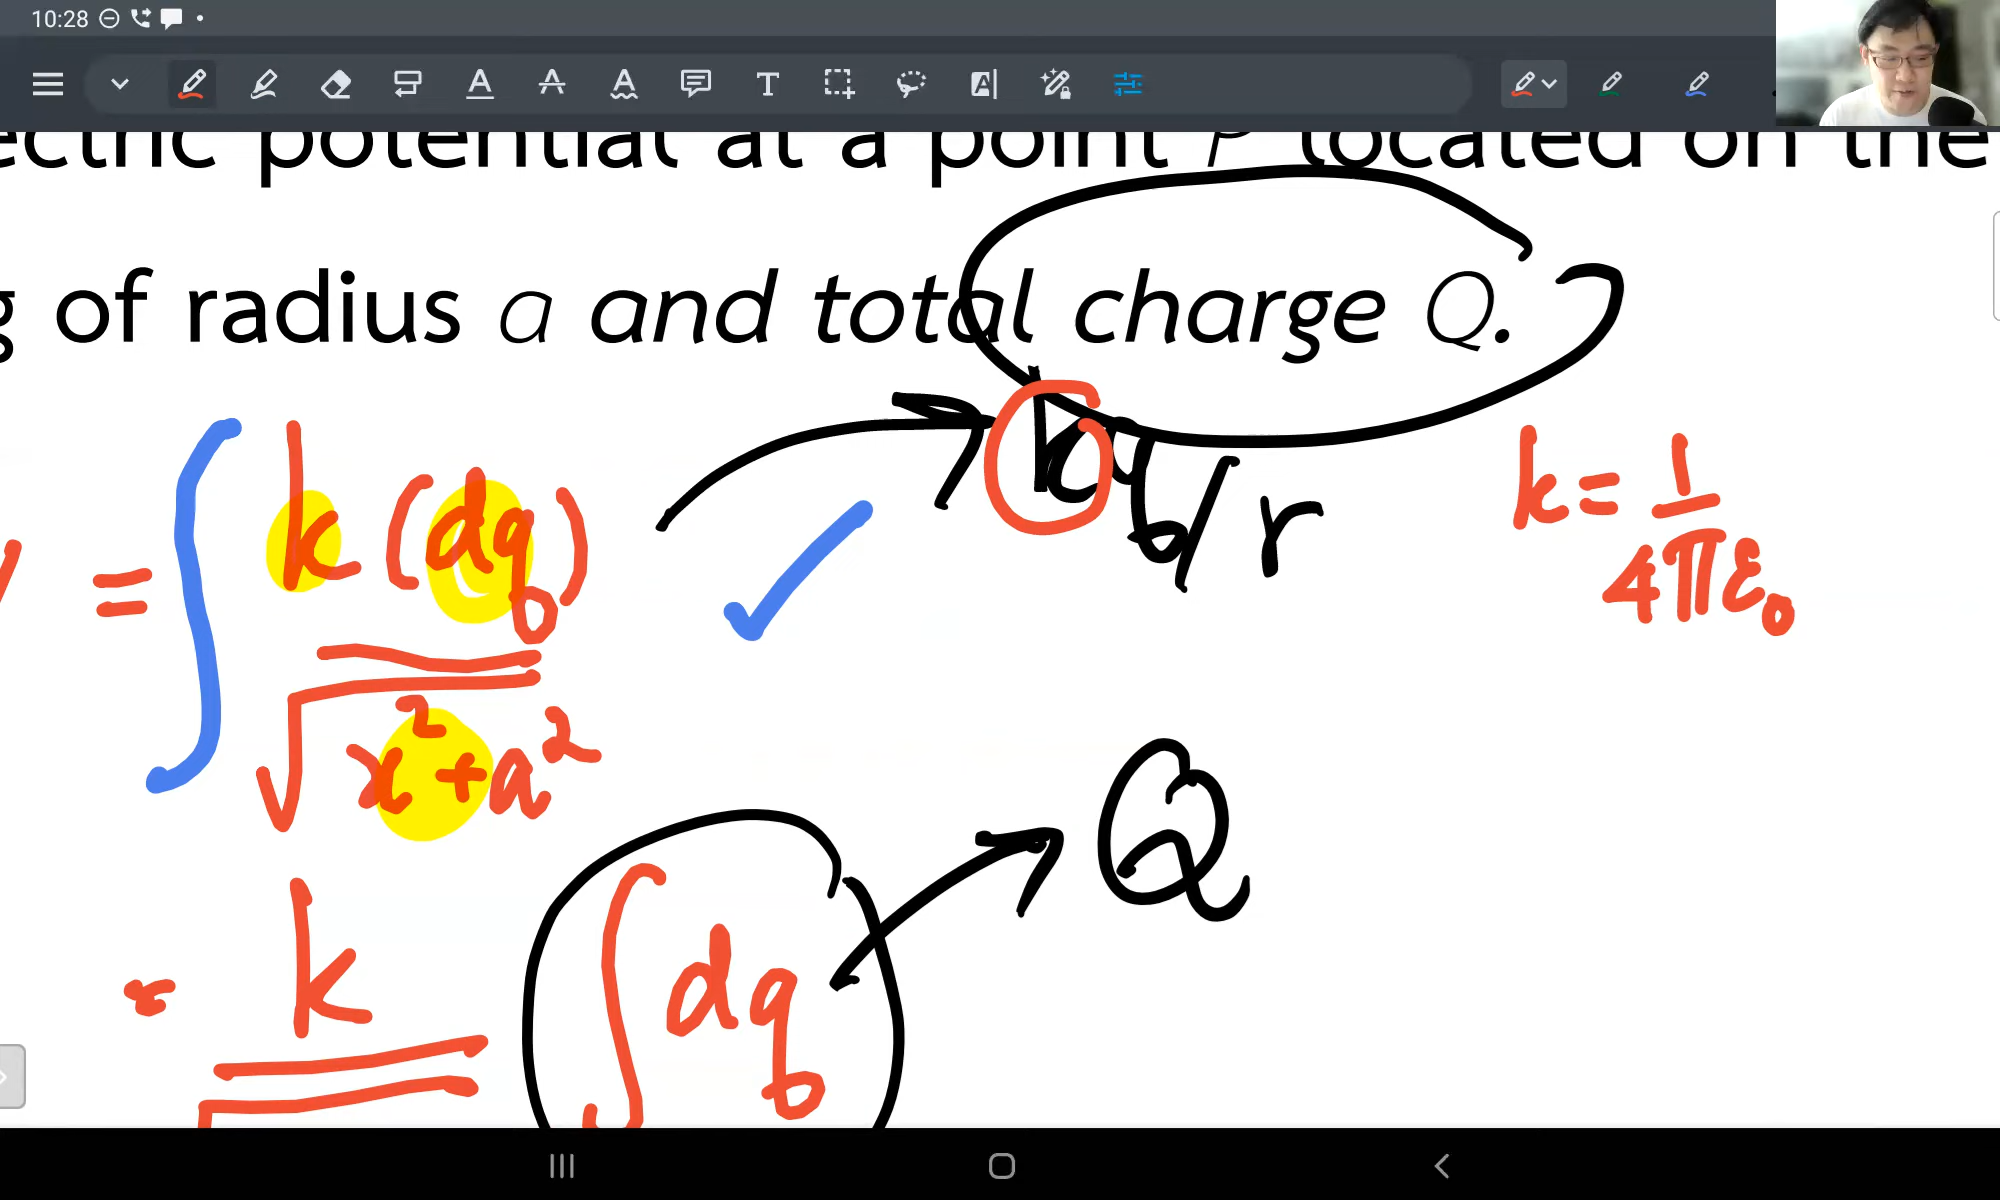 10:28
ectric potential at a point P located on the
g of radius a and total charge Q.
= ∫ k (dq) / √(x² + a²)
kq/r
k = 1 / 4πε₀
= k / √ ∫ dq
Q